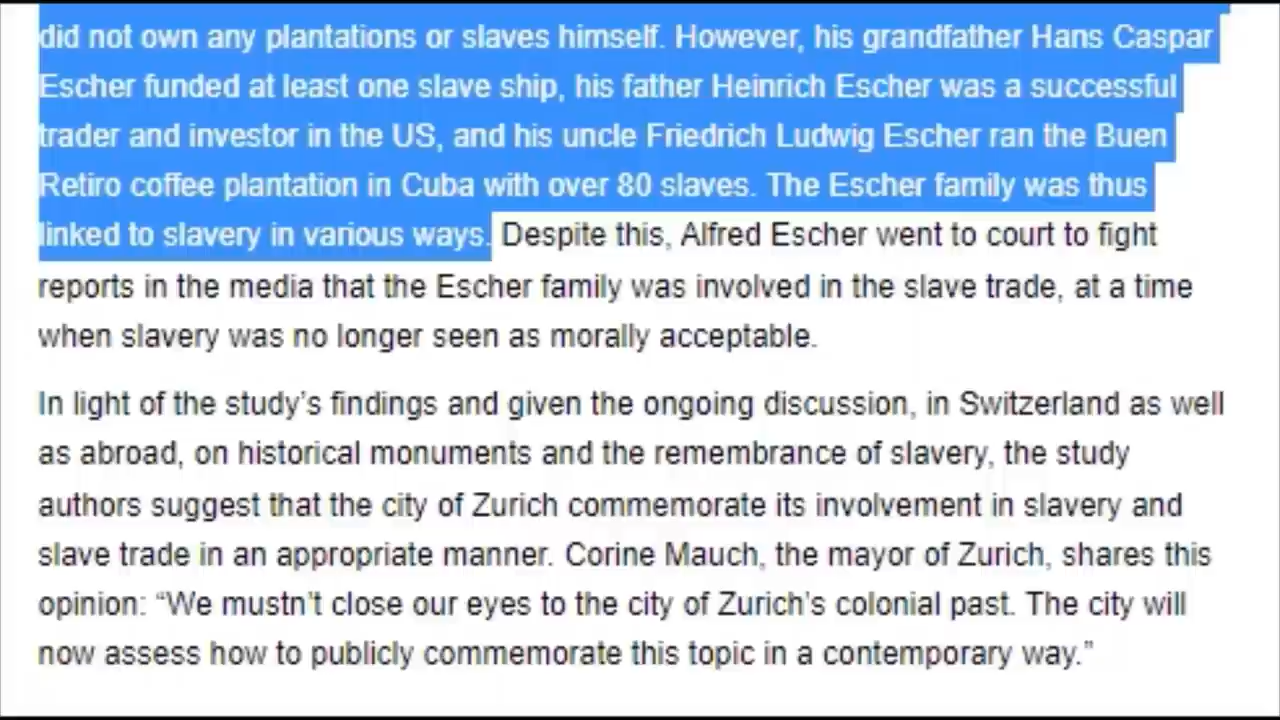 did not own any plantations or slaves himself. However, his grandfather Hans Caspar
Escher funded at least one slave ship, his father Heinrich Escher was a successful
trader and investor in the US, and his uncle Friedrich Ludwig Escher ran the Buen
Retiro coffee plantation in Cuba with over 80 slaves. The Escher family was thus
linked to slavery in various ways. Despite this, Alfred Escher went to court to fight
reports in the media that the Escher family was involved in the slave trade, at a time
when slavery was no longer seen as morally acceptable.
In light of the study’s findings and given the ongoing discussion, in Switzerland as well
as abroad, on historical monuments and the remembrance of slavery, the study
authors suggest that the city of Zurich commemorate its involvement in slavery and
slave trade in an appropriate manner. Corine Mauch, the mayor of Zurich, shares this
opinion: “We mustn’t close our eyes to the city of Zurich’s colonial past. The city will
now assess how to publicly commemorate this topic in a contemporary way.”